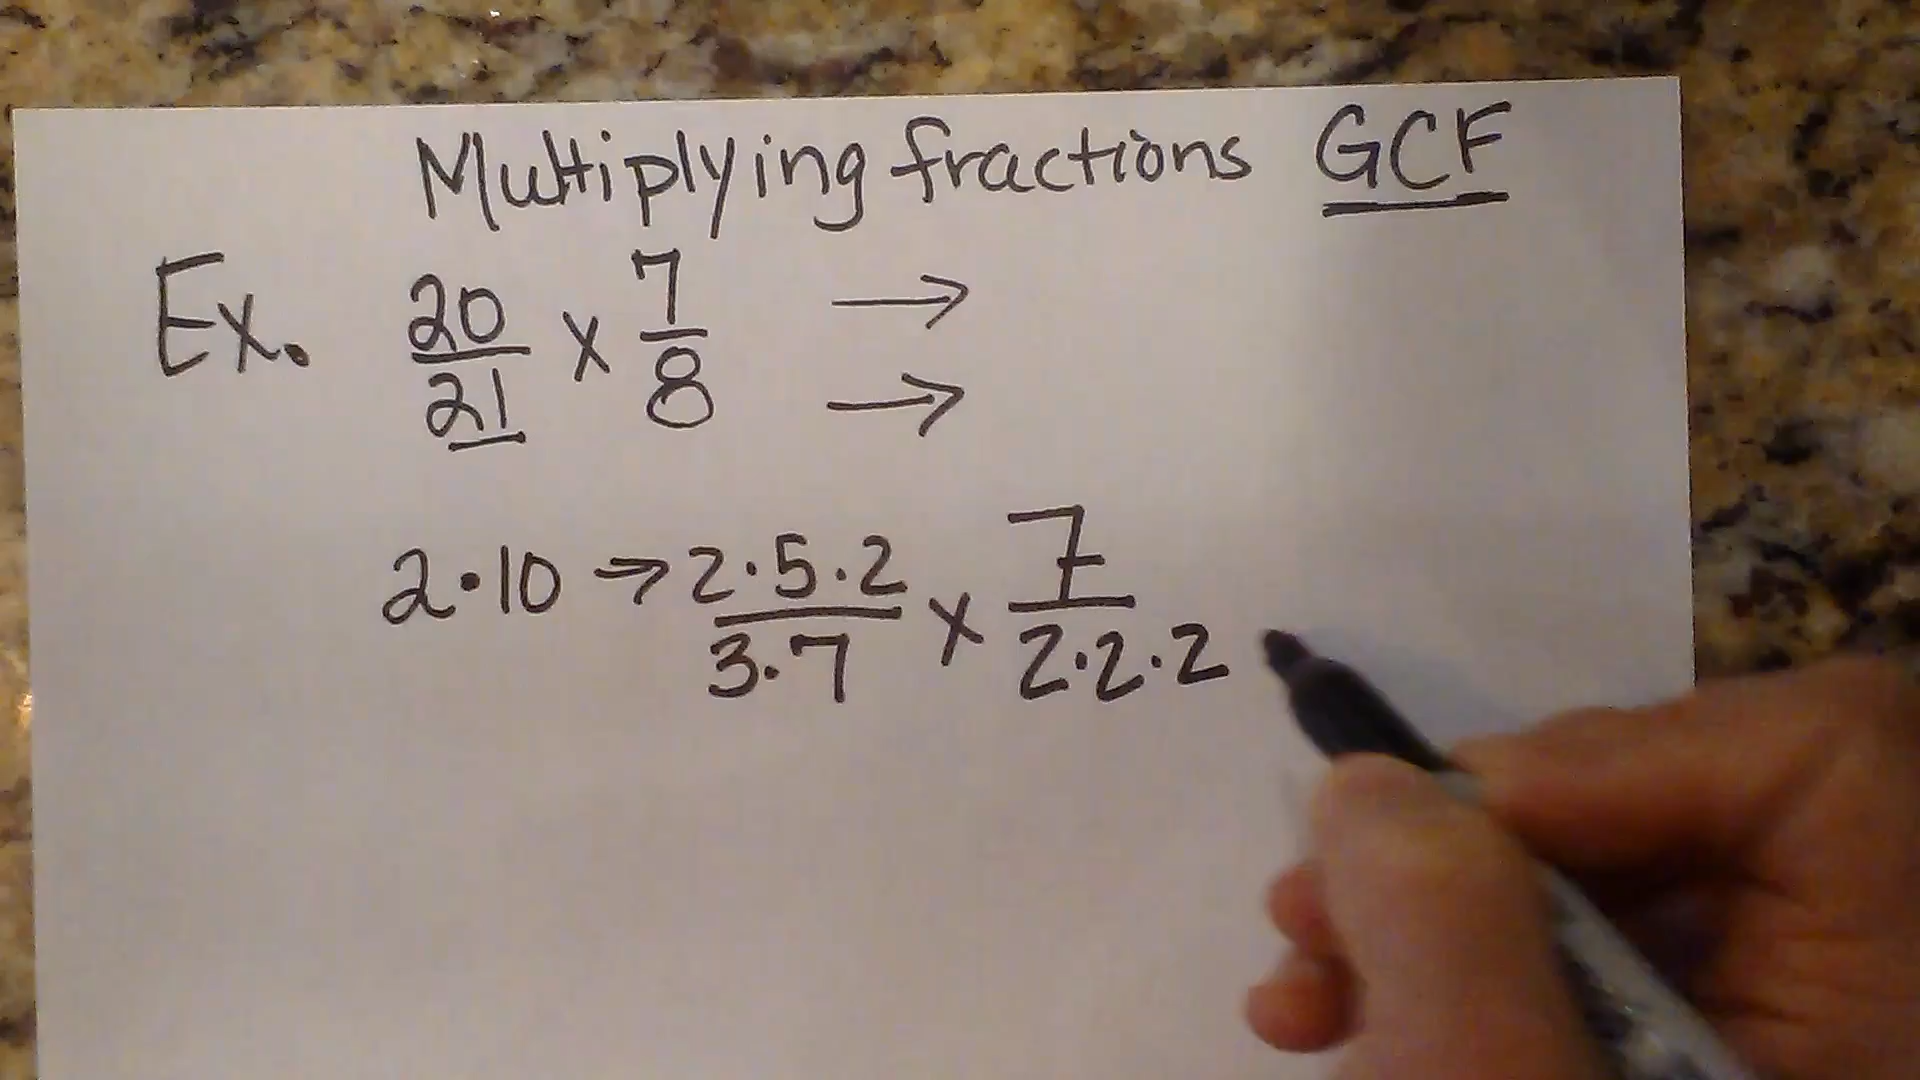 Multiplying fractions GCF
Ex. 20/21 x 7/8 →
→
2·10 → 2·5·2/3·7 x 7/2·2·2